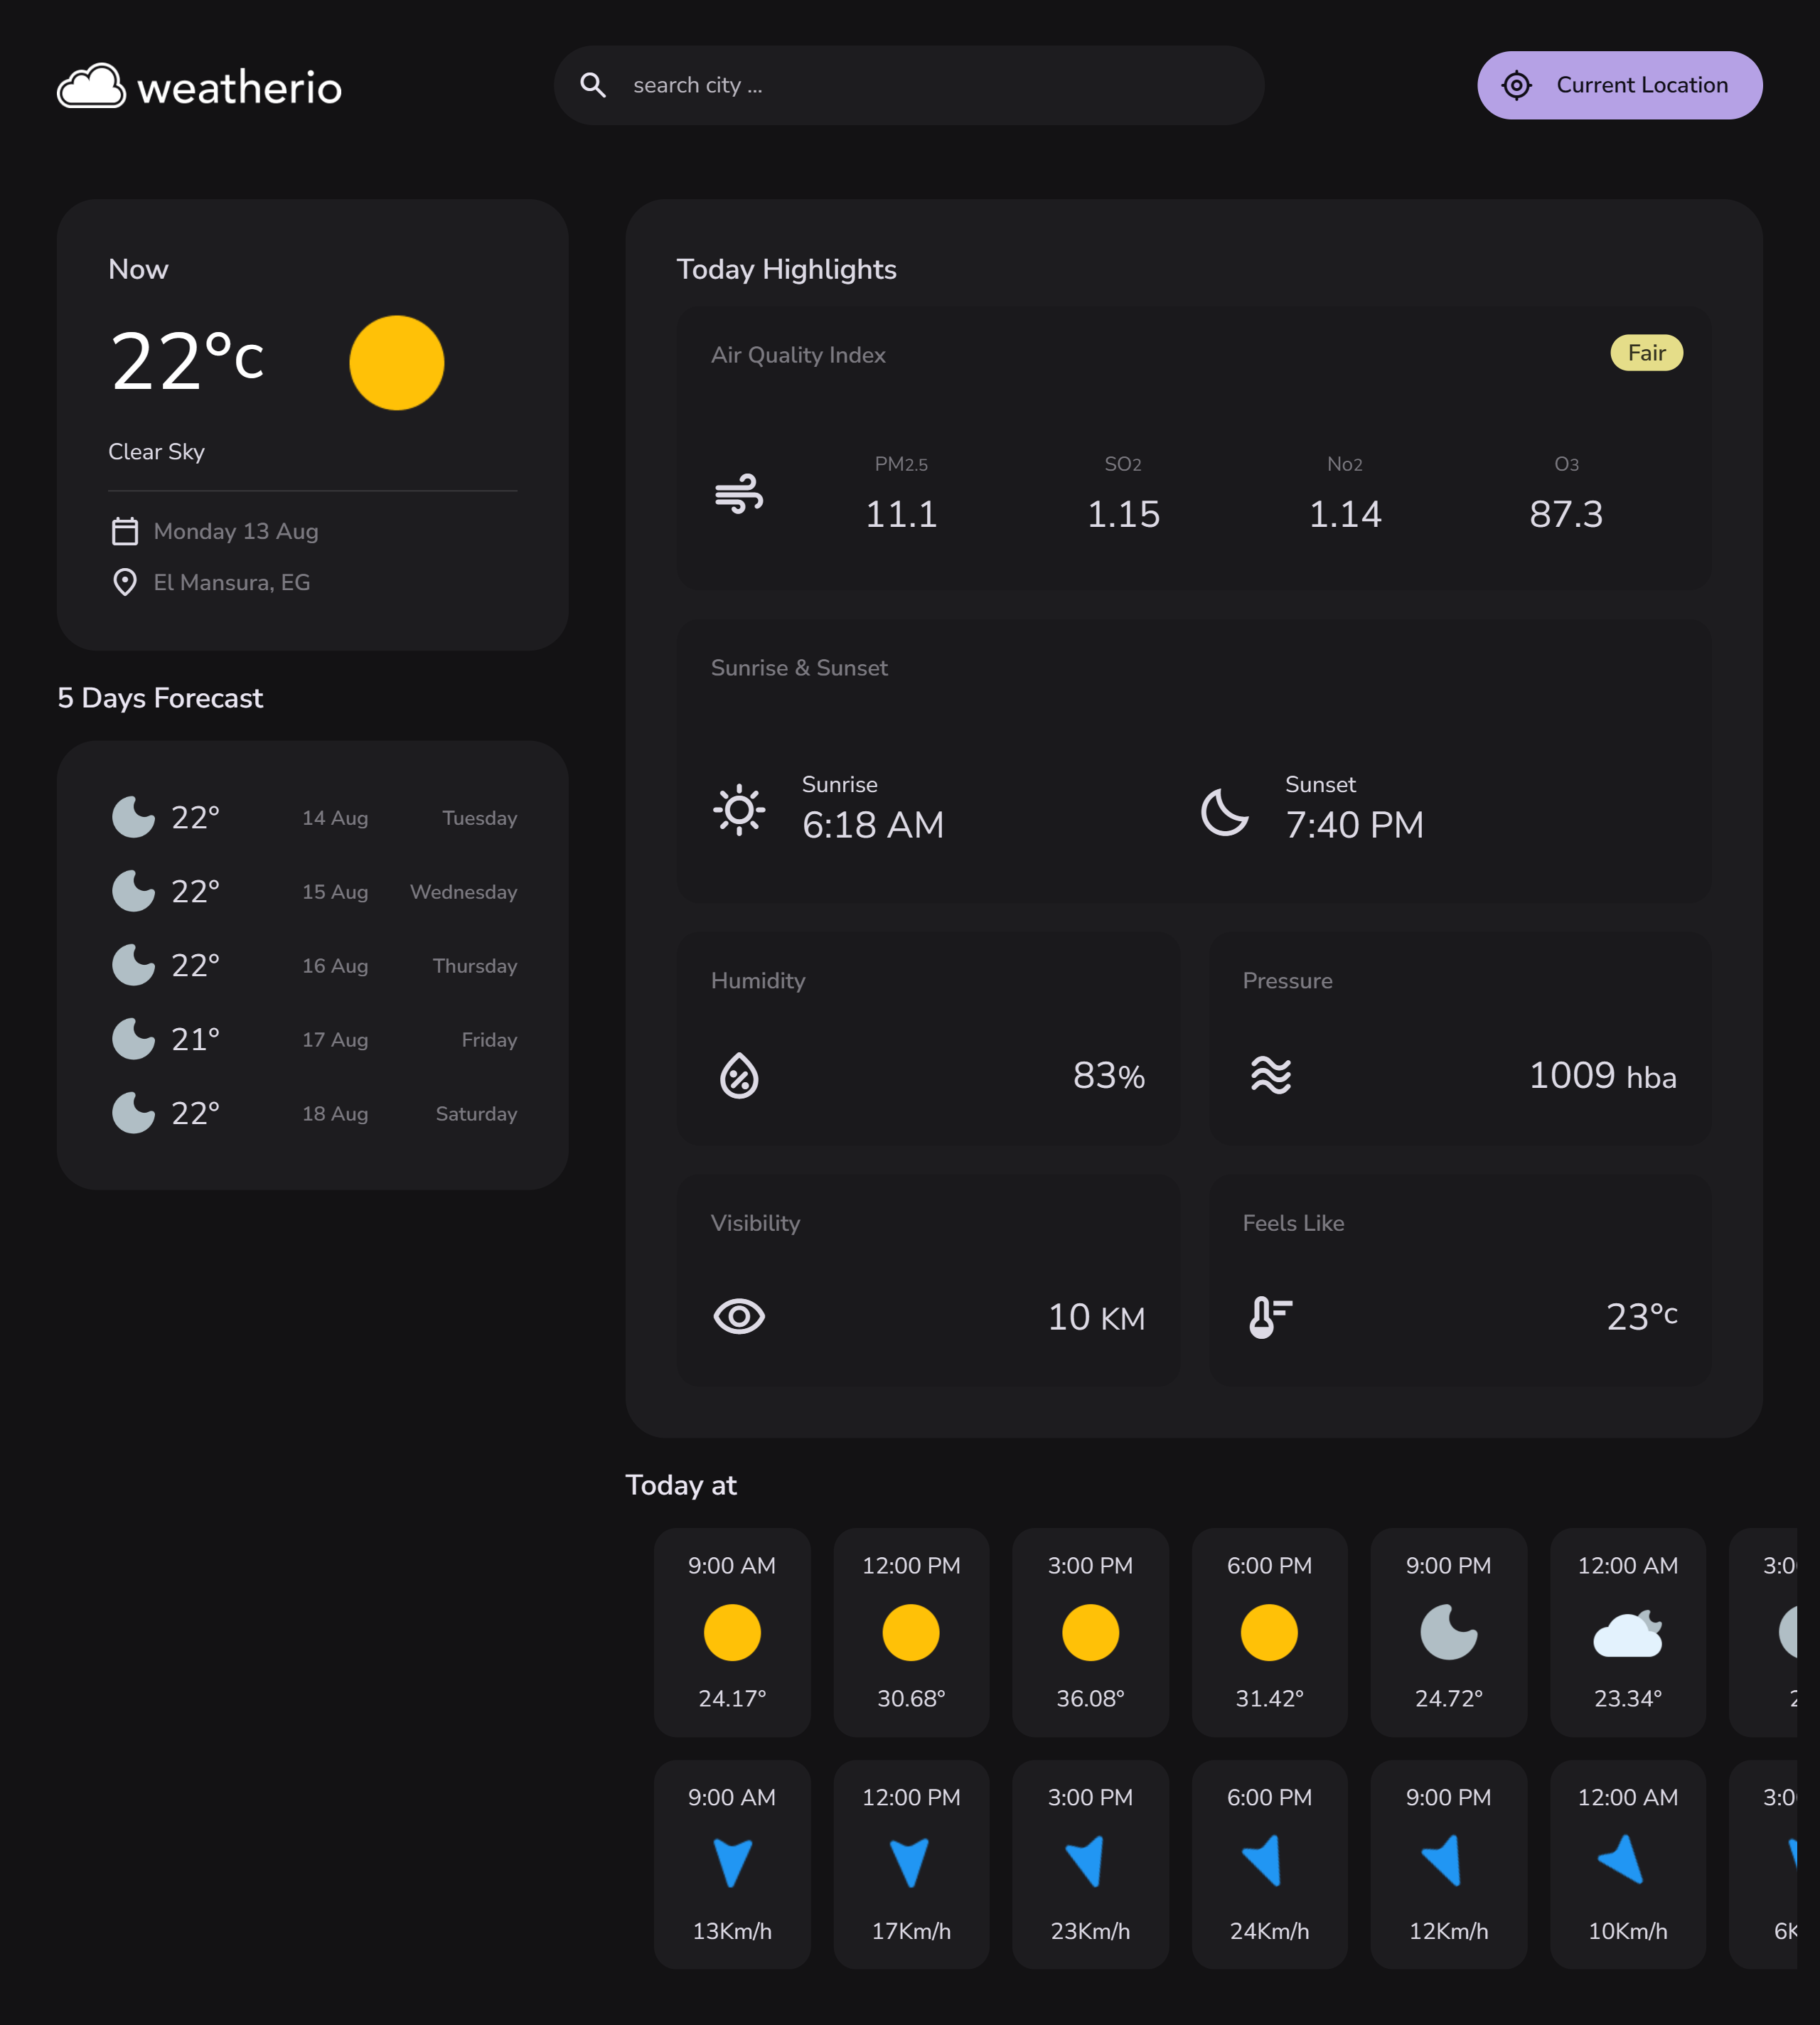 weatherio
search city ...
Current Location
Now
22°c
Clear Sky
Monday 13 Aug
El Mansura, EG
5 Days Forecast
22° 14 Aug Tuesday
22° 15 Aug Wednesday
22° 16 Aug Thursday
21° 17 Aug Friday
22° 18 Aug Saturday
Today Highlights
Air Quality Index
Fair
PM2.5 SO2 No2 O3
11.1 1.15 1.14 87.3
Sunrise & Sunset
Sunrise
6:18 AM
Sunset
7:40 PM
Humidity
83%
Pressure
1009 hba
Visibility
10 KM
Feels Like
23°c
Today at
9:00 AM 12:00 PM 3:00 PM 6:00 PM 9:00 PM 12:00 AM
24.17° 30.68° 36.08° 31.42° 24.72° 23.34°
9:00 AM 12:00 PM 3:00 PM 6:00 PM 9:00 PM 12:00 AM
13Km/h 17Km/h 23Km/h 24Km/h 12Km/h 10Km/h